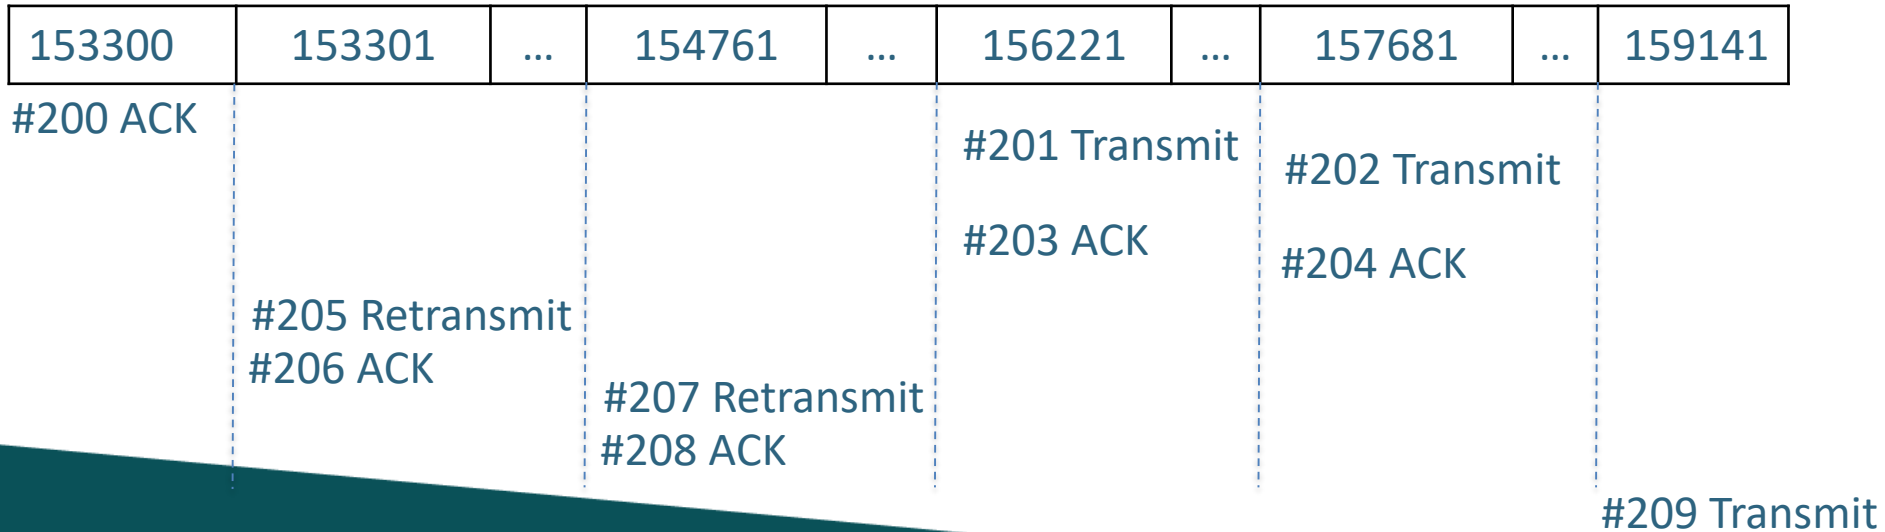 153300 153301 ... 154761 ... 156221 ... 157681 ... 159141
#200 ACK
#201 Transmit
#202 Transmit
#203 ACK
#204 ACK
#205 Retransmit
#206 ACK
#207 Retransmit
#208 ACK
#209 Transmit